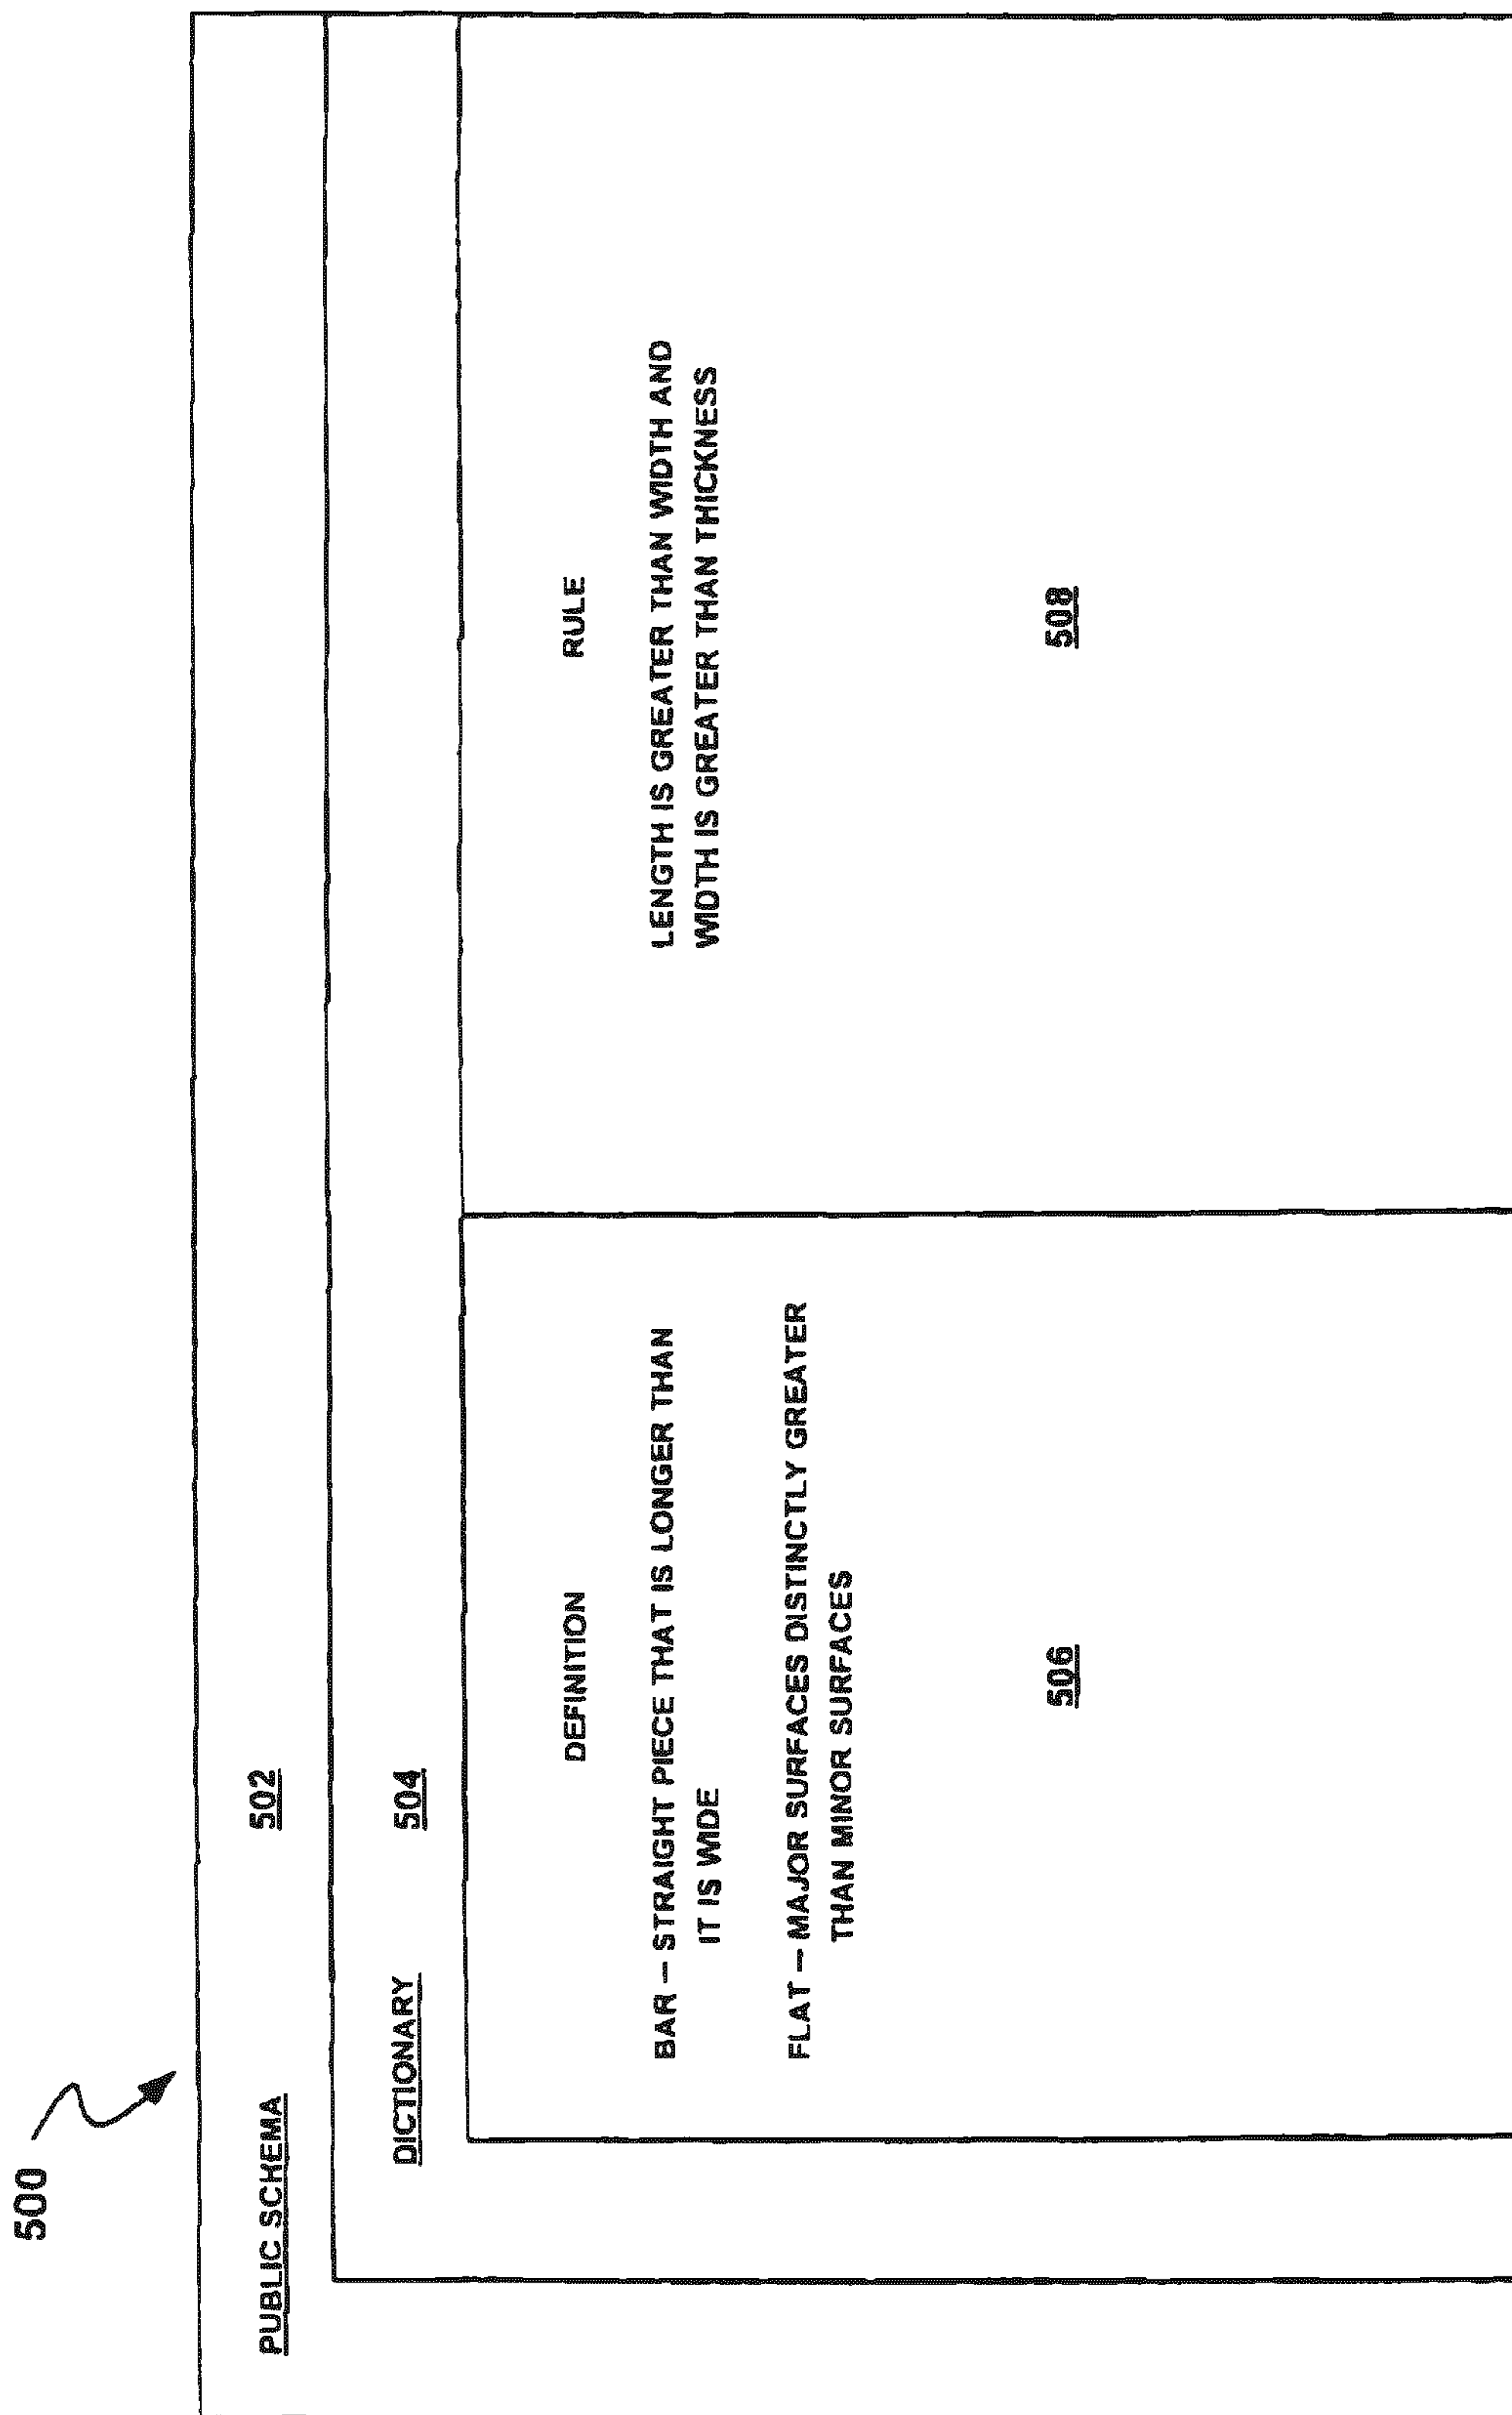 500
PUBLIC SCHEMA 502
DICTIONARY 504
DEFINITION
BAR – STRAIGHT PIECE THAT IS LONGER THAN
IT IS WIDE
FLAT – MAJOR SURFACES DISTINCTLY GREATER
THAN MINOR SURFACES
506
RULE
LENGTH IS GREATER THAN WIDTH AND
WIDTH IS GREATER THAN THICKNESS
508